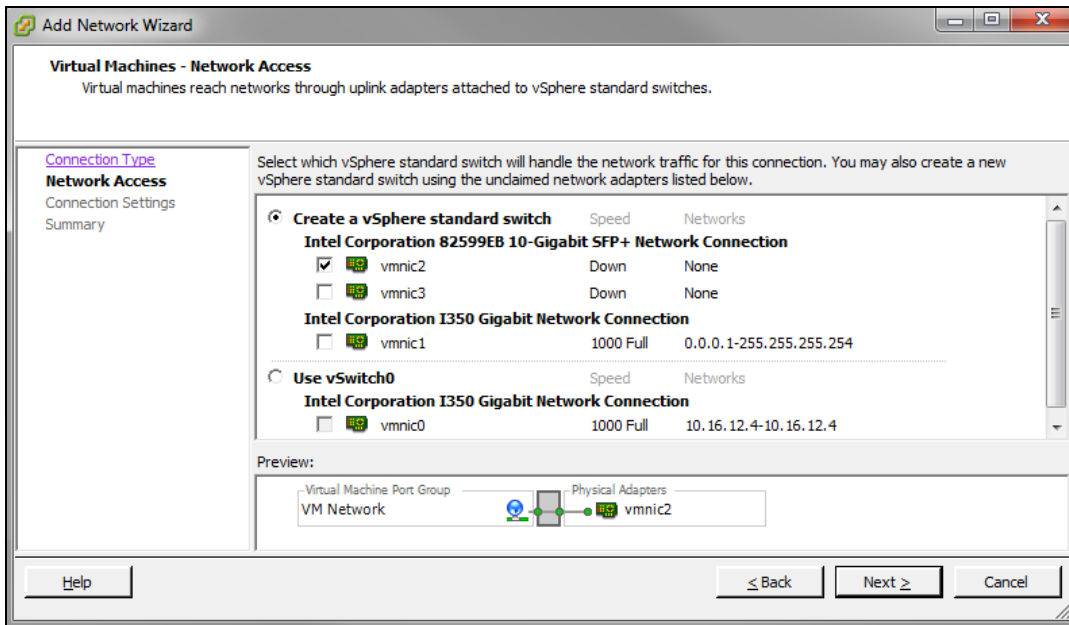 Add Network Wizard
Virtual Machines - Network Access
Virtual machines reach networks through uplink adapters attached to vSphere standard switches.
Connection Type
Network Access
Connection Settings
Summary
Select which vSphere standard switch will handle the network traffic for this connection. You may also create a new
vSphere standard switch using the unclaimed network adapters listed below.
Create a vSphere standard switch Speed Networks
Intel Corporation 82599EB 10-Gigabit SFP+ Network Connection
vmnic2 Down None
vmnic3 Down None
Intel Corporation I350 Gigabit Network Connection
vmnic1 1000 Full 0.0.0.1-255.255.255.254
Use vSwitch0 Speed Networks
Intel Corporation I350 Gigabit Network Connection
vmnic0 1000 Full 10.16.12.4-10.16.12.4
Preview:
Virtual Machine Port Group Physical Adapters
VM Network vmnic2
Help < Back Next > Cancel